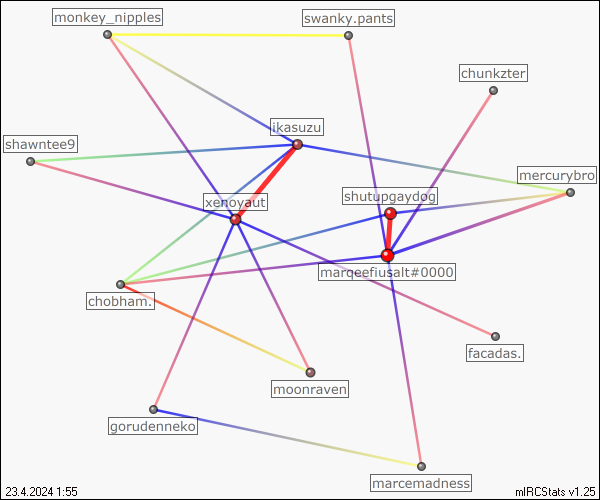 monkey_nipples
swanky.pants
chunkzter
ikasuzu
shawntee9
mercurybro
xenoyaut
shutupgaydog
marqeefiusalt#0000
chobham.
facadas.
moonraven
gorudenneko
marcemadness
23.4.2024 1:55
mIRCStats v1.25